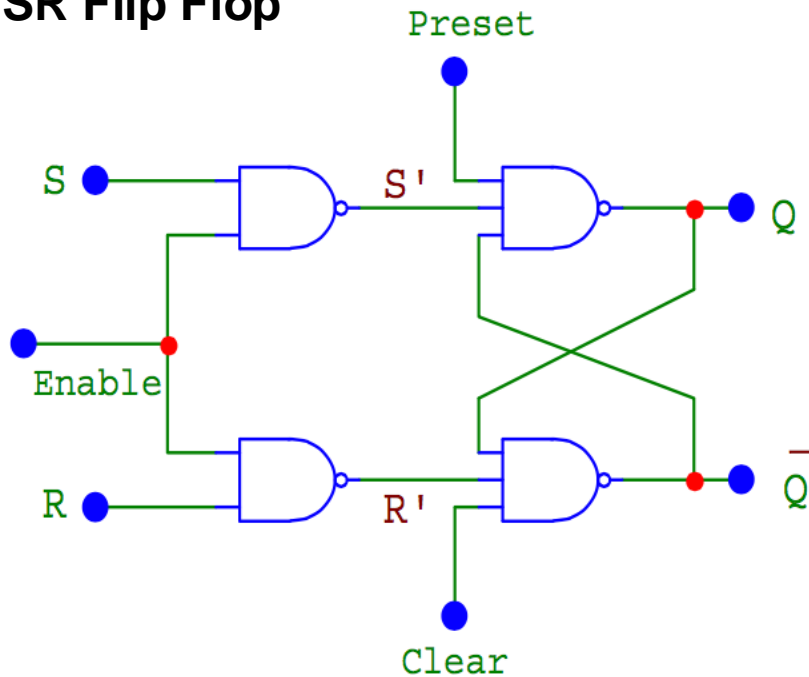 SR Flip Flop
Preset
S
S'
Q
Enable
R
R'
Q̅
Clear